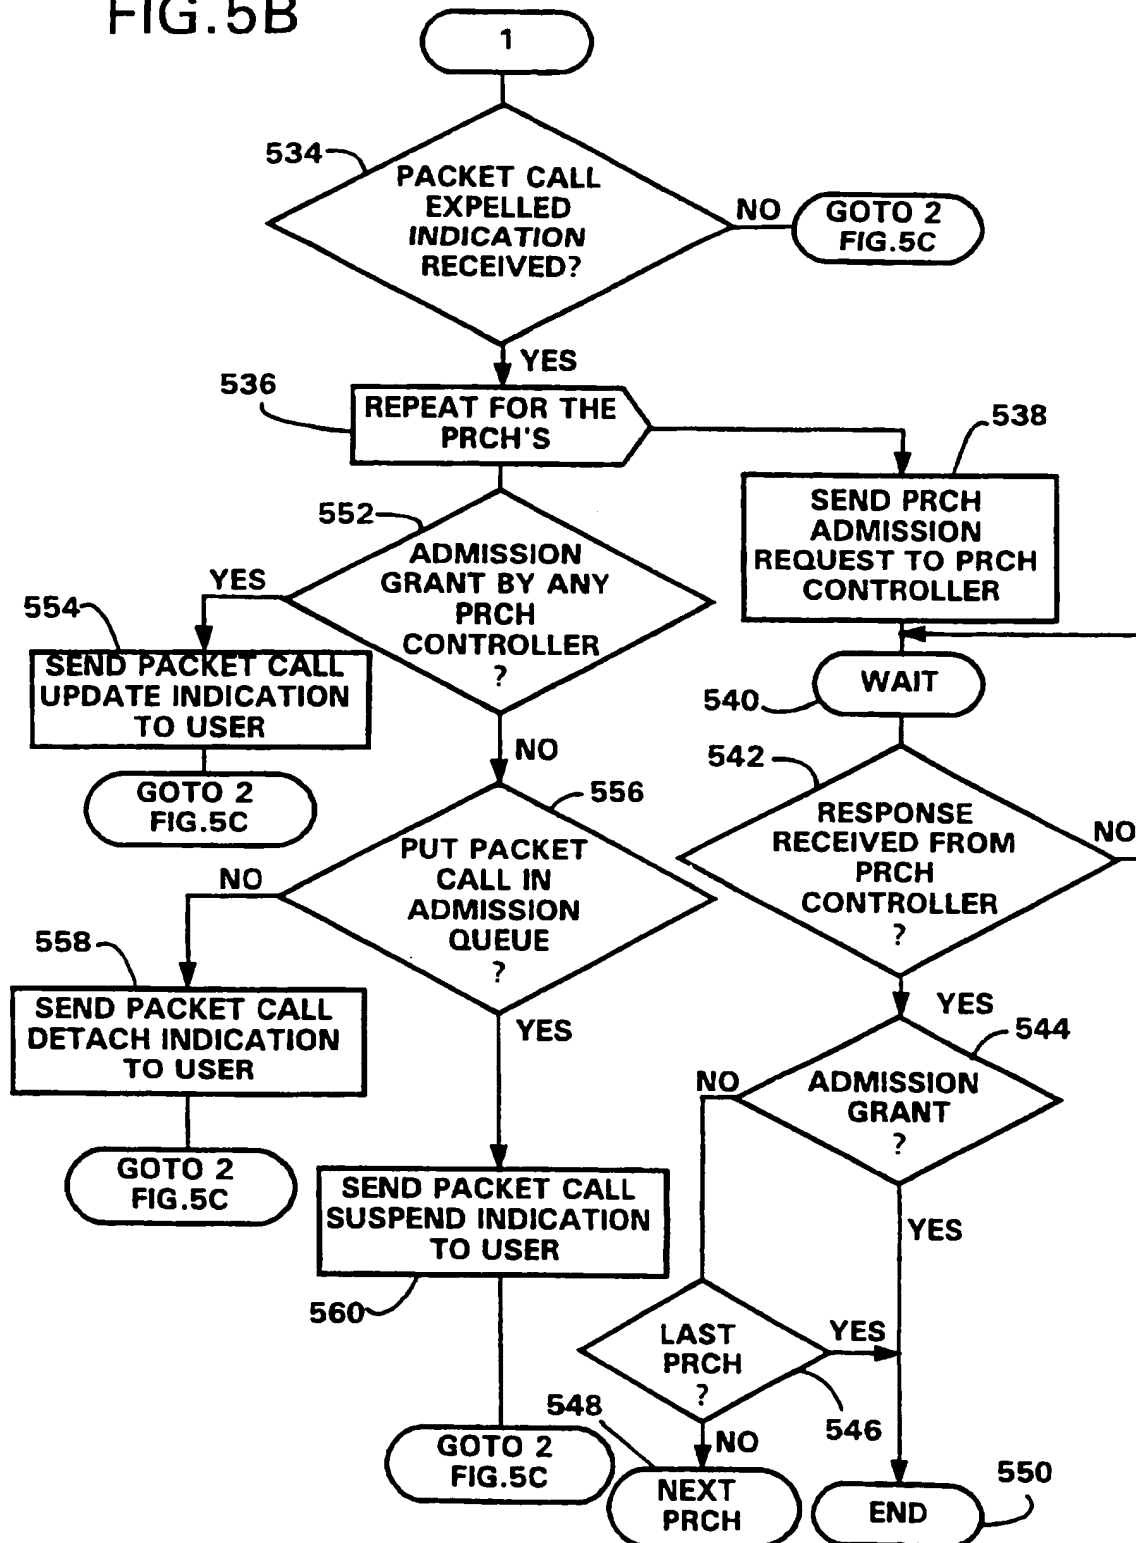 FIG.5B
1
534
PACKET CALL
EXPELLED
INDICATION
RECEIVED?
NO
GOTO 2
FIG.5C
YES
536
REPEAT FOR THE
PRCH'S
538
SEND PRCH
ADMISSION
REQUEST TO PRCH
CONTROLLER
552
ADMISSION
GRANT BY ANY
PRCH
CONTROLLER
?
YES
554
SEND PACKET CALL
UPDATE INDICATION
TO USER
GOTO 2
FIG.5C
NO
WAIT
540
542
RESPONSE
RECEIVED FROM
PRCH
CONTROLLER
?
NO
556
PUT PACKET
CALL IN
ADMISSION
QUEUE
?
NO
558
SEND PACKET CALL
DETACH INDICATION
TO USER
GOTO 2
FIG.5C
YES
YES
544
ADMISSION
GRANT
?
NO
YES
SEND PACKET CALL
SUSPEND INDICATION
TO USER
560
GOTO 2
FIG.5C
LAST
PRCH
?
YES
546
548
NO
NEXT
PRCH
END
550